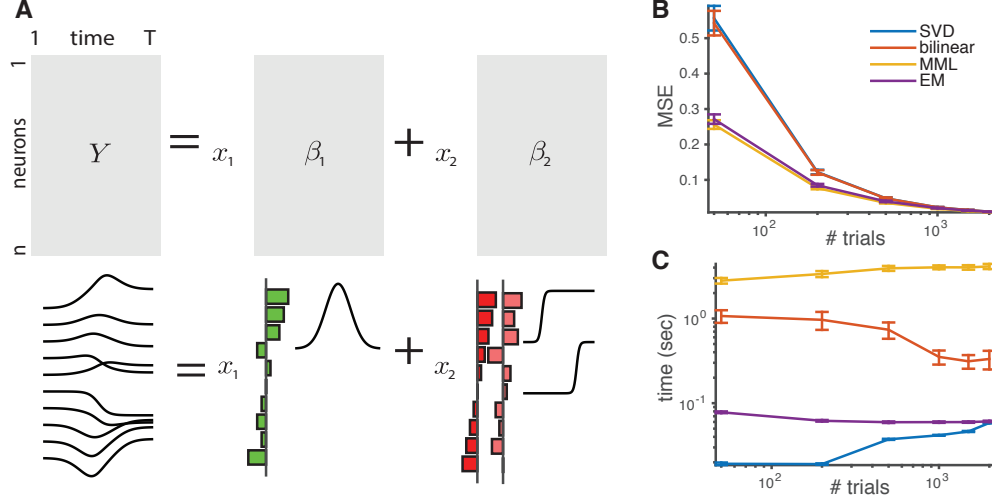 A
1 time T
1
neurons
n
Y
=
x₁
β₁
+
x₂
β₂
=
x₁
+
x₂
B
MSE
0.5
0.4
0.3
0.2
0.1
10²
10³
# trials
SVD
bilinear
MML
EM
C
time (sec)
10⁰
10⁻¹
10²
10³
# trials